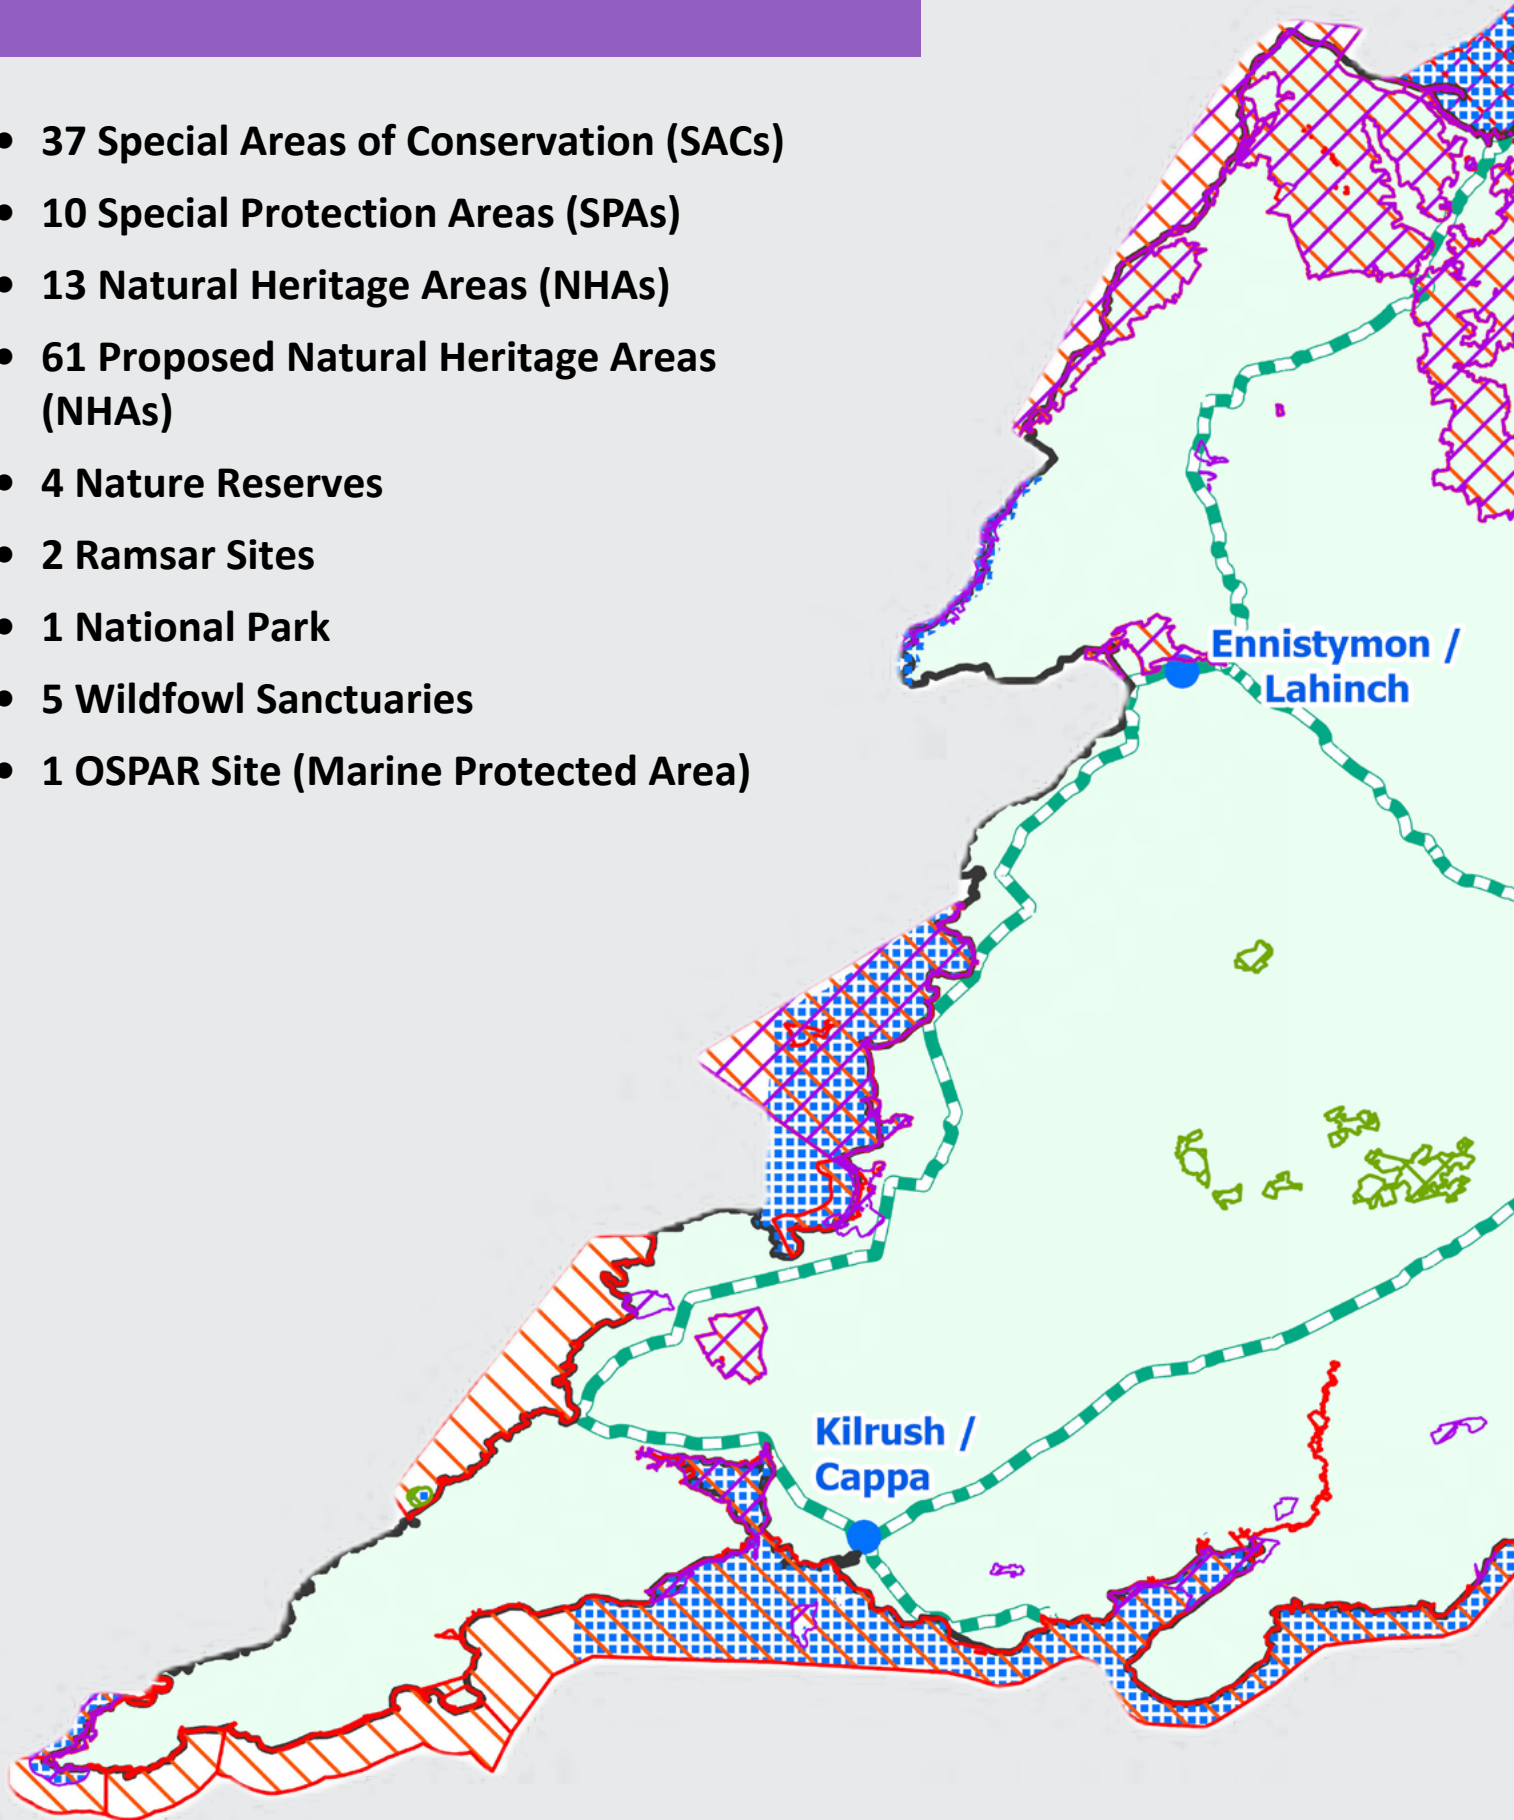 • 37 Special Areas of Conservation (SACs)
• 10 Special Protection Areas (SPAs)
• 13 Natural Heritage Areas (NHAs)
• 61 Proposed Natural Heritage Areas
(NHAs)
• 4 Nature Reserves
• 2 Ramsar Sites
• 1 National Park
• 5 Wildfowl Sanctuaries
• 1 OSPAR Site (Marine Protected Area)
Ennistymon /
Lahinch
Kilrush /
Cappa